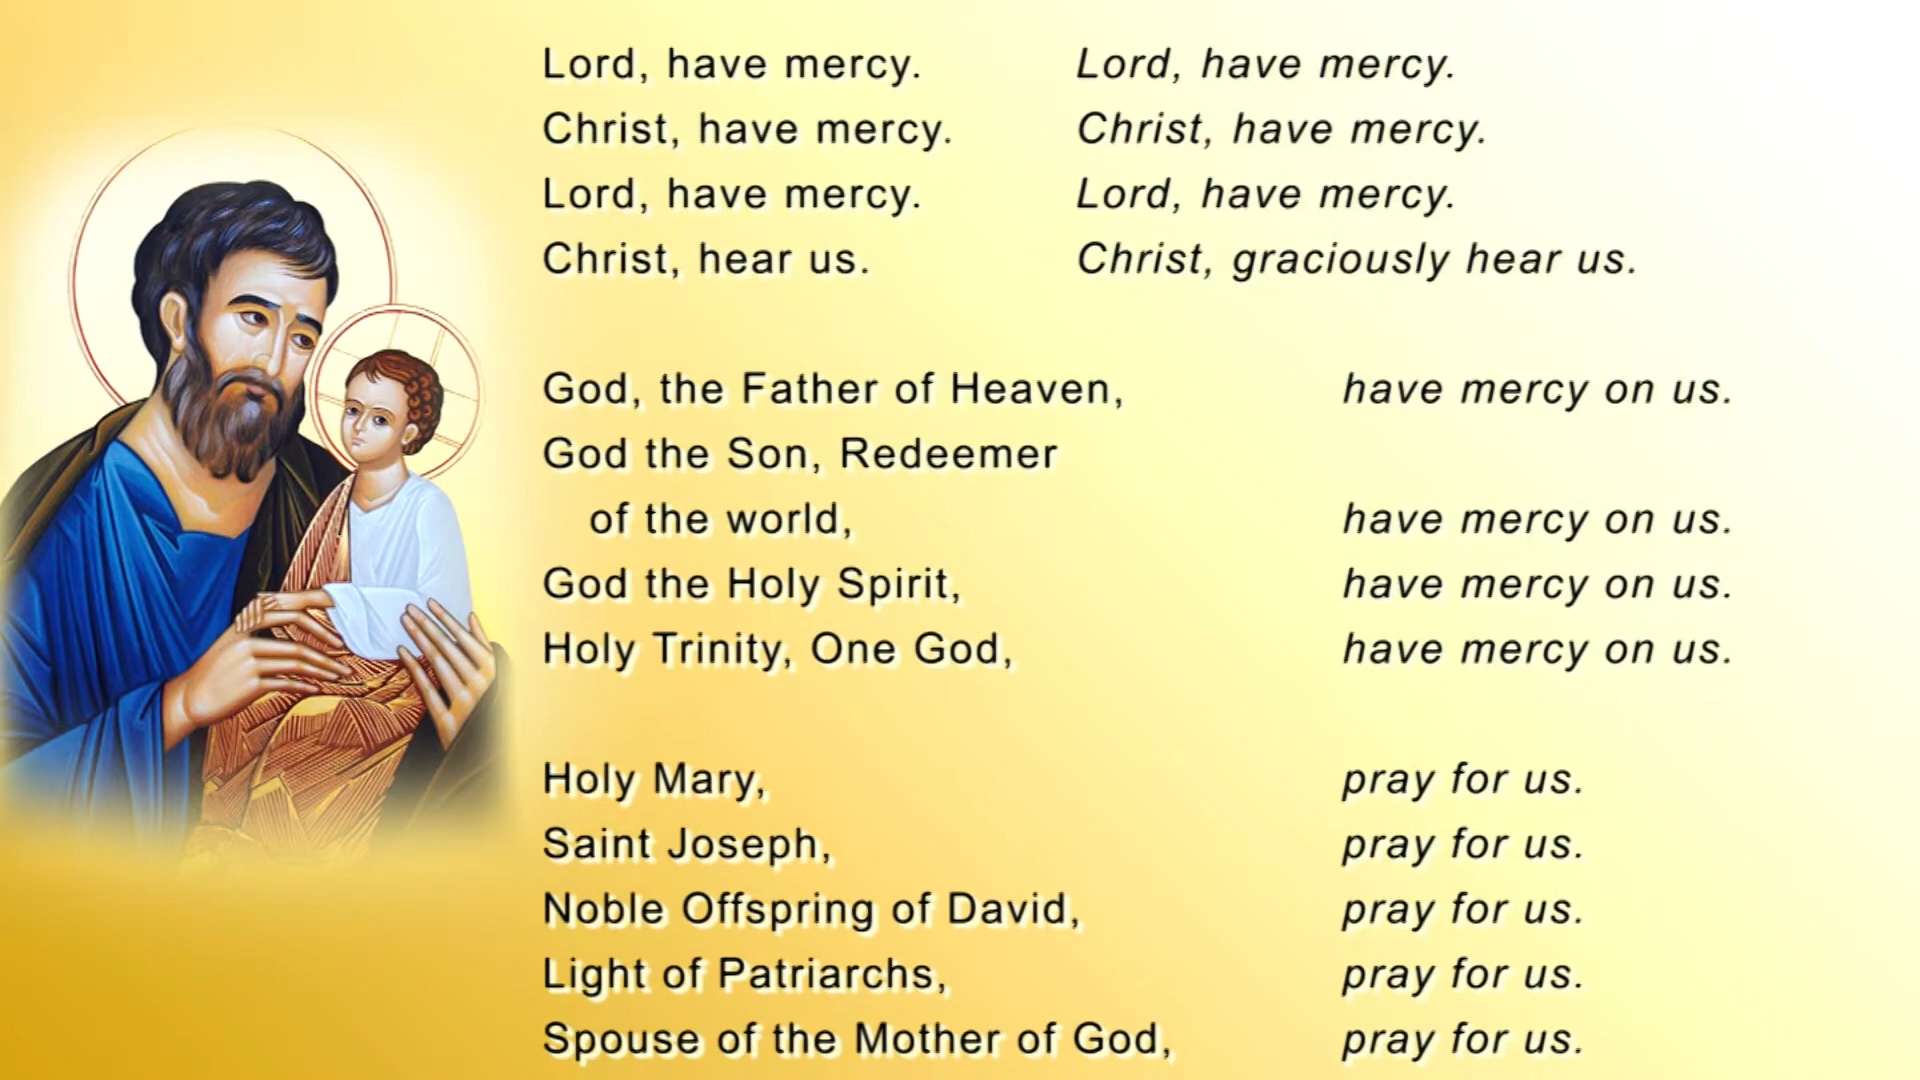 Lord, have mercy. Lord, have mercy.
Christ, have mercy. Christ, have mercy.
Lord, have mercy. Lord, have mercy.
Christ, hear us. Christ, graciously hear us.
God, the Father of Heaven, have mercy on us.
God the Son, Redeemer
of the world, have mercy on us.
God the Holy Spirit, have mercy on us.
Holy Trinity, One God, have mercy on us.
Holy Mary, pray for us.
Saint Joseph, pray for us.
Noble Offspring of David, pray for us.
Light of Patriarchs, pray for us.
Spouse of the Mother of God, pray for us.